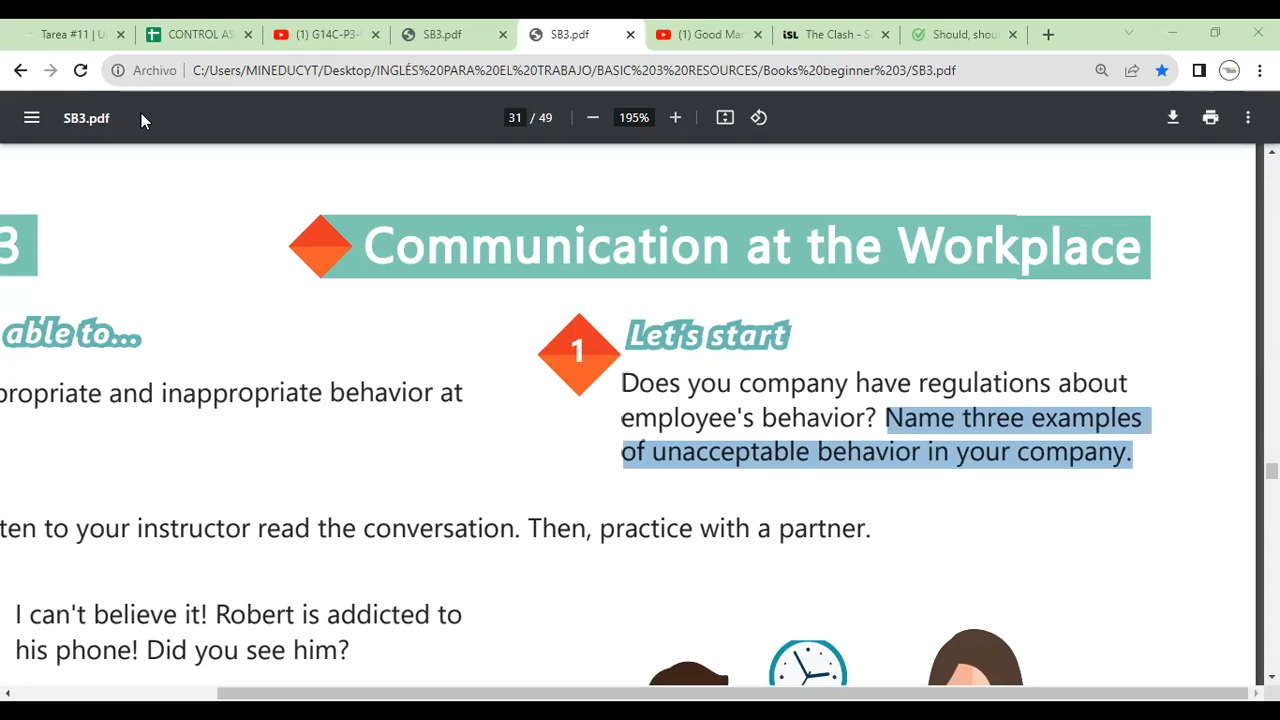 Tarea #11 | U
CONTROL AS
(1) G14C-P3-
SB3.pdf
SB3.pdf
(1) Good Ma
isl The Clash - S
Should, shou
Archivo C:/Users/MINEDUCYT/Desktop/INGLÉS%20PARA%20EL%20TRABAJO/BASIC%203%20RESOURCES/Books%20beginner%203/SB3.pdf
SB3.pdf 31 / 49 195%
3 Communication at the Workplace
able to...
1 Let's start
propriate and inappropriate behavior at
Does you company have regulations about
employee's behavior? Name three examples
of unacceptable behavior in your company.
ten to your instructor read the conversation. Then, practice with a partner.
I can't believe it! Robert is addicted to
his phone! Did you see him?